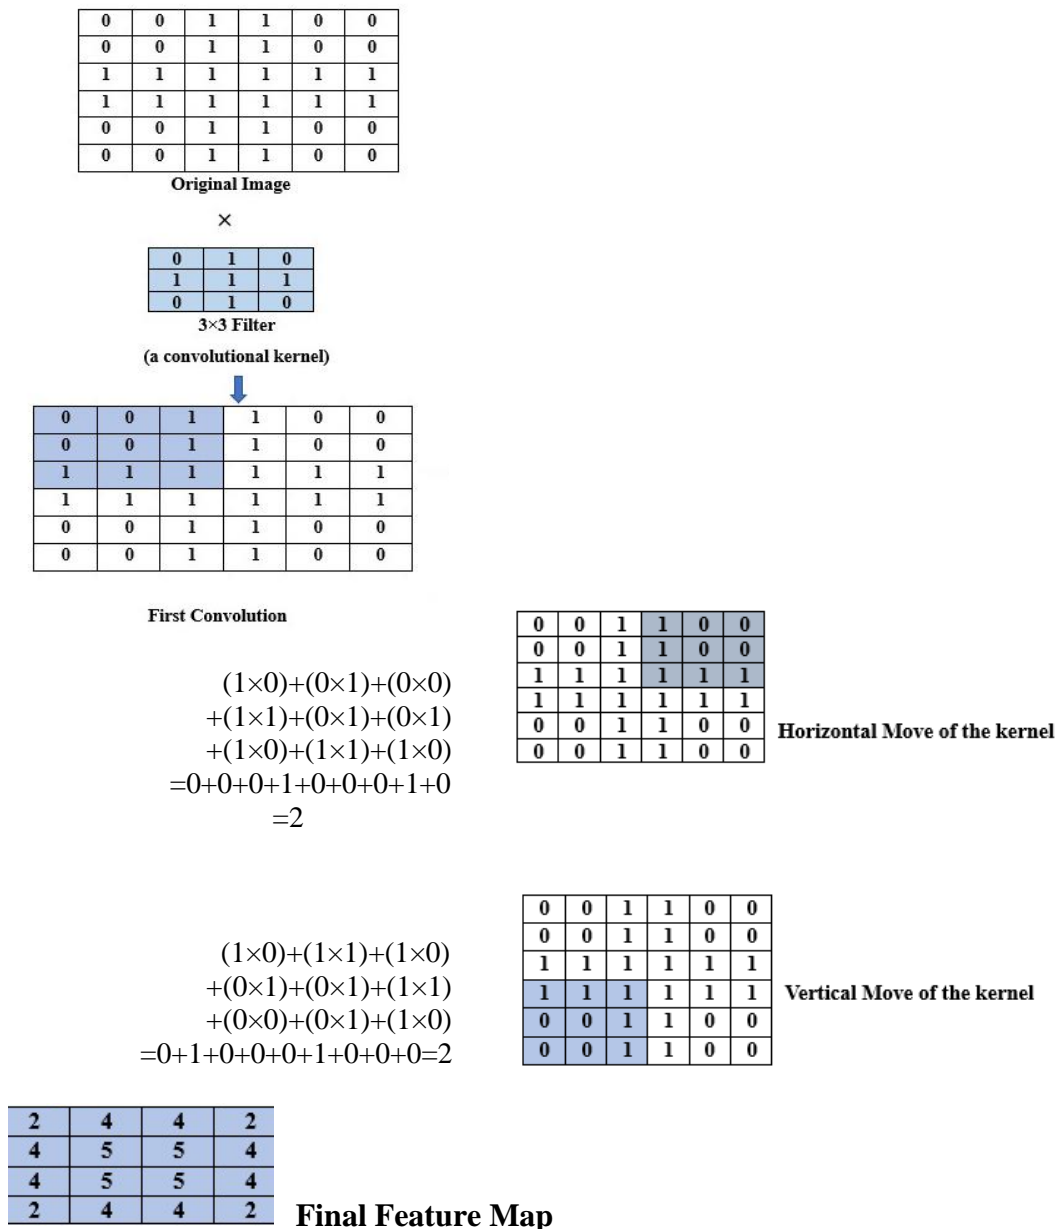 0 0 1 1 0 0
0 0 1 1 0 0
1 1 1 1 1 1
1 1 1 1 1 1
0 0 1 1 0 0
0 0 1 1 0 0
Original Image
×
0 1 0
1 1 1
0 1 0
3×3 Filter
(a convolutional kernel)
0 0 1 1 0 0
0 0 1 1 0 0
1 1 1 1 1 1
1 1 1 1 1 1
0 0 1 1 0 0
0 0 1 1 0 0
First Convolution
(1×0)+(0×1)+(0×0)
+(1×1)+(0×1)+(0×1)
+(1×0)+(1×1)+(1×0)
=0+0+0+1+0+0+0+1+0
=2
0 0 1 1 0 0
0 0 1 1 0 0
1 1 1 1 1 1
1 1 1 1 1 1
0 0 1 1 0 0
0 0 1 1 0 0
Horizontal Move of the kernel
(1×0)+(1×1)+(1×0)
+(0×1)+(0×1)+(1×1)
+(0×0)+(0×1)+(1×0)
=0+1+0+0+0+1+0+0+0=2
0 0 1 1 0 0
0 0 1 1 0 0
1 1 1 1 1 1
1 1 1 1 1 1
0 0 1 1 0 0
0 0 1 1 0 0
Vertical Move of the kernel
2 4 4 2
4 5 5 4
4 5 5 4
2 4 4 2
Final Feature Map